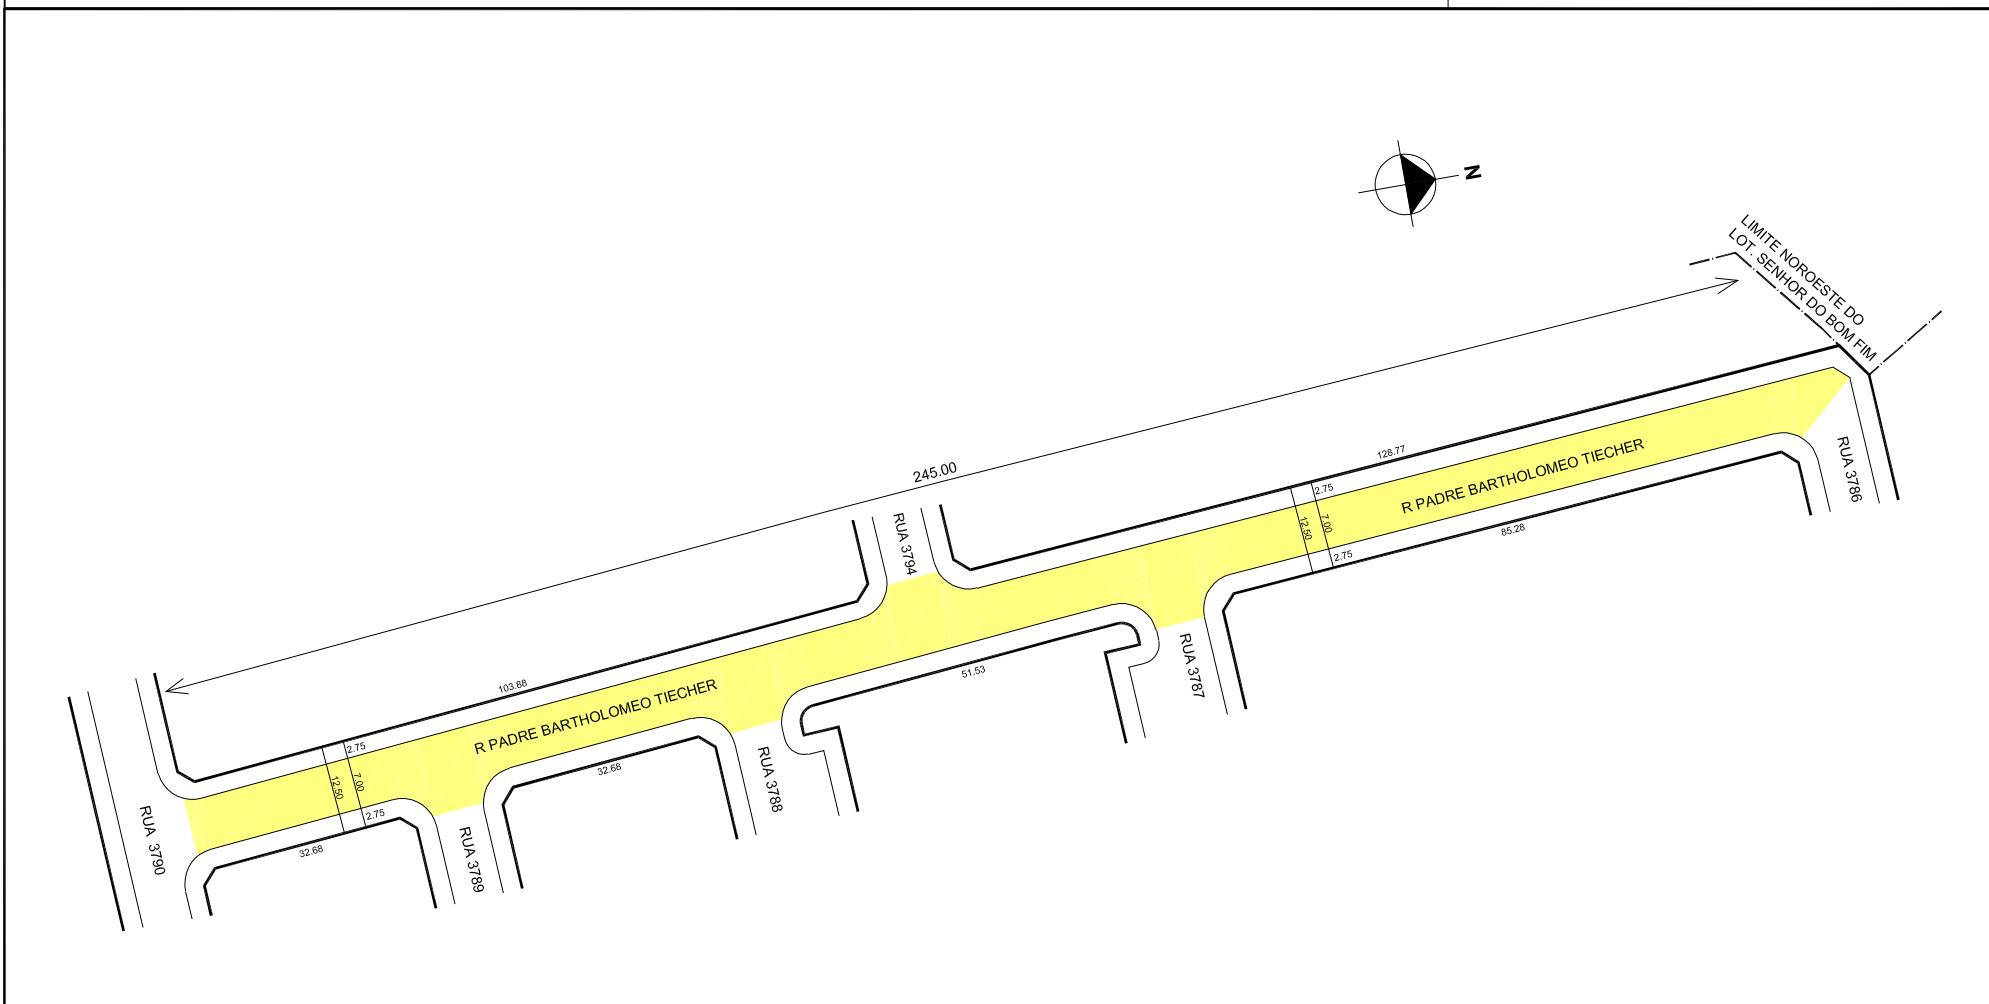 N
LIMITE NOROESTE DO
LOT. SENHOR DO BOM FIM
245.00
128.77
R PADRE BARTHOLOMEO TIECHER
RUA 3786
2.75
12.50
7.00
2.75
85.28
RUA 3794
RUA 3787
51.53
103.88
R PADRE BARTHOLOMEO TIECHER
2.75
12.50
7.00
2.75
32.68
RUA 3788
32.68
RUA 3789
RUA 3790